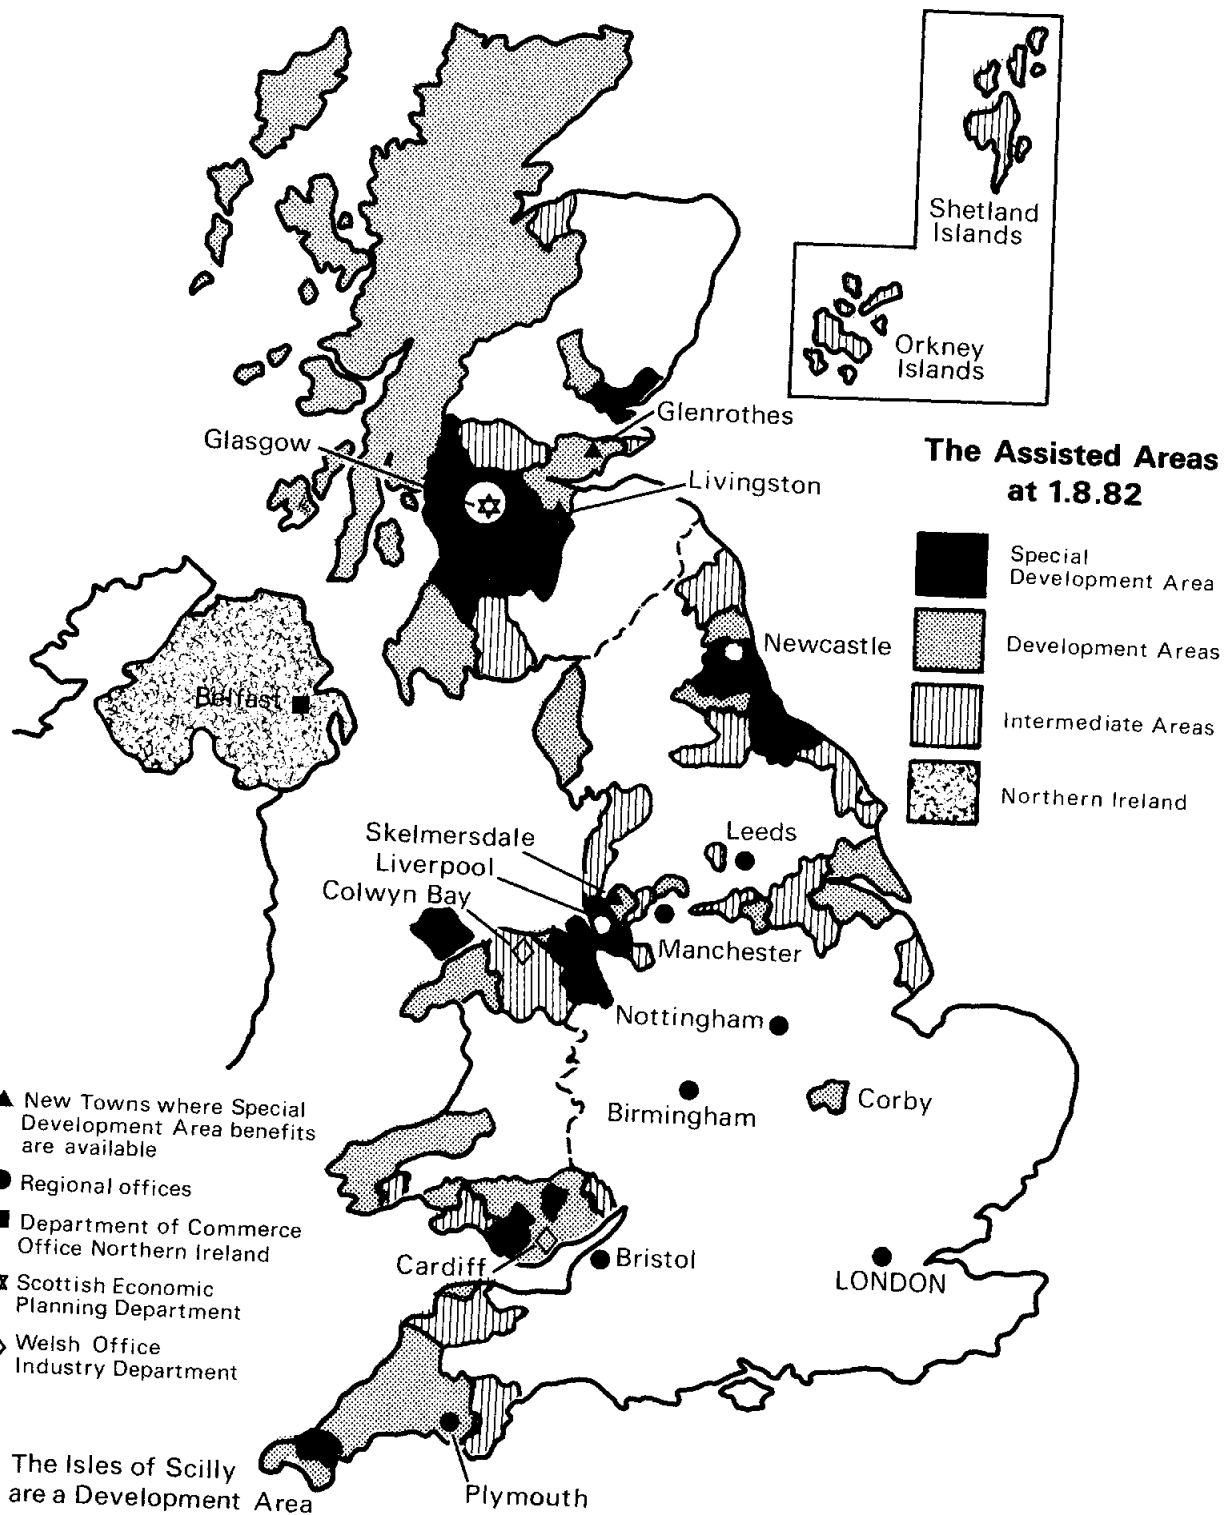 Shetland
Islands
Orkney
Islands
Glenrothes
Glasgow
Livingston
The Assisted Areas
at 1.8.82
Special
Development Area
Development Areas
Intermediate Areas
Northern Ireland
Newcastle
Belfast
Skelmersdale
Liverpool
Colwyn Bay
Leeds
Manchester
Nottingham
Birmingham
Corby
New Towns where Special
Development Area benefits
are available
Regional offices
Department of Commerce
Office Northern Ireland
Scottish Economic
Planning Department
Welsh Office
Industry Department
Cardiff
Bristol
LONDON
The Isles of Scilly
are a Development Area
Plymouth